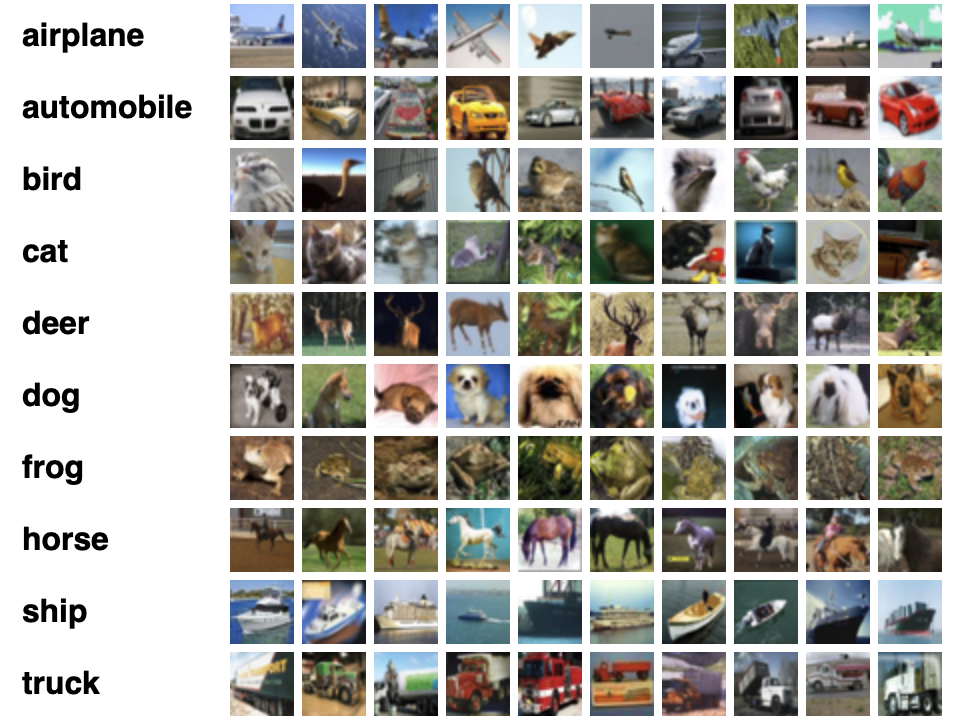 airplane
automobile
bird
cat
deer
dog
frog
horse
ship
truck